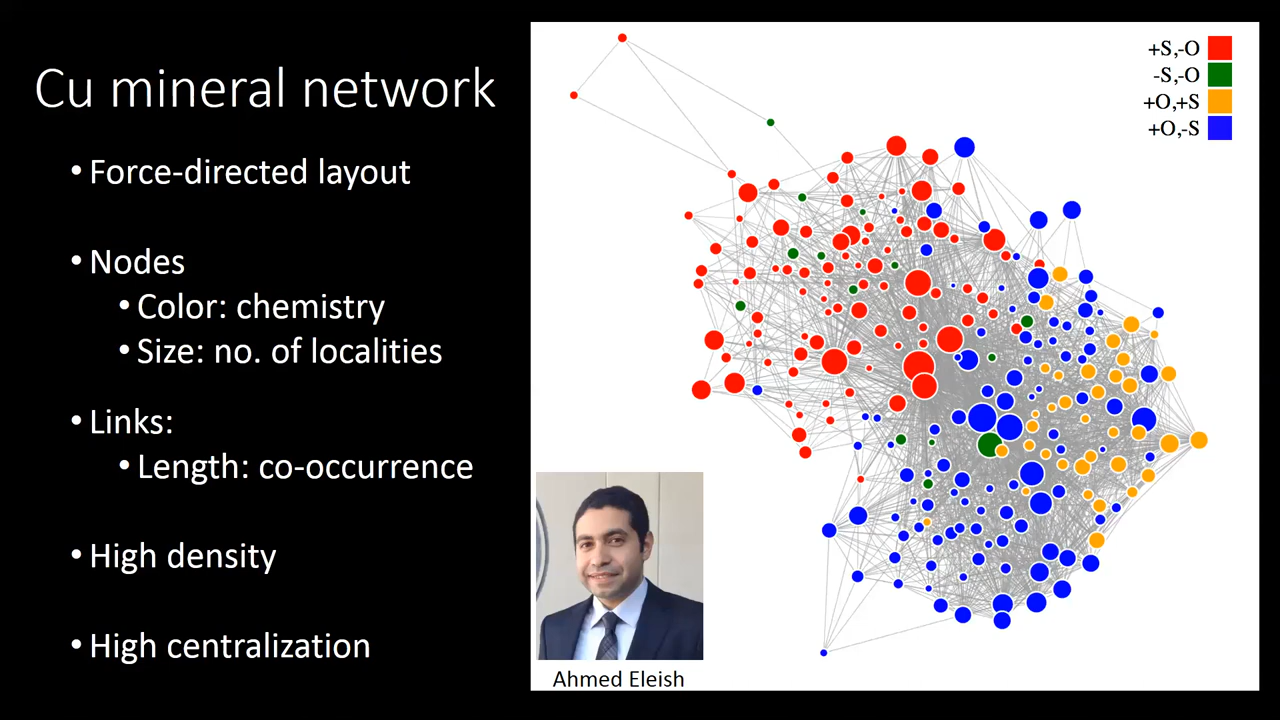 Cu mineral network
• Force-directed layout
• Nodes
• Color: chemistry
• Size: no. of localities
• Links:
• Length: co-occurrence
• High density
• High centralization
+S,-O
-S,-O
+O,+S
+O,-S
Ahmed Eleish